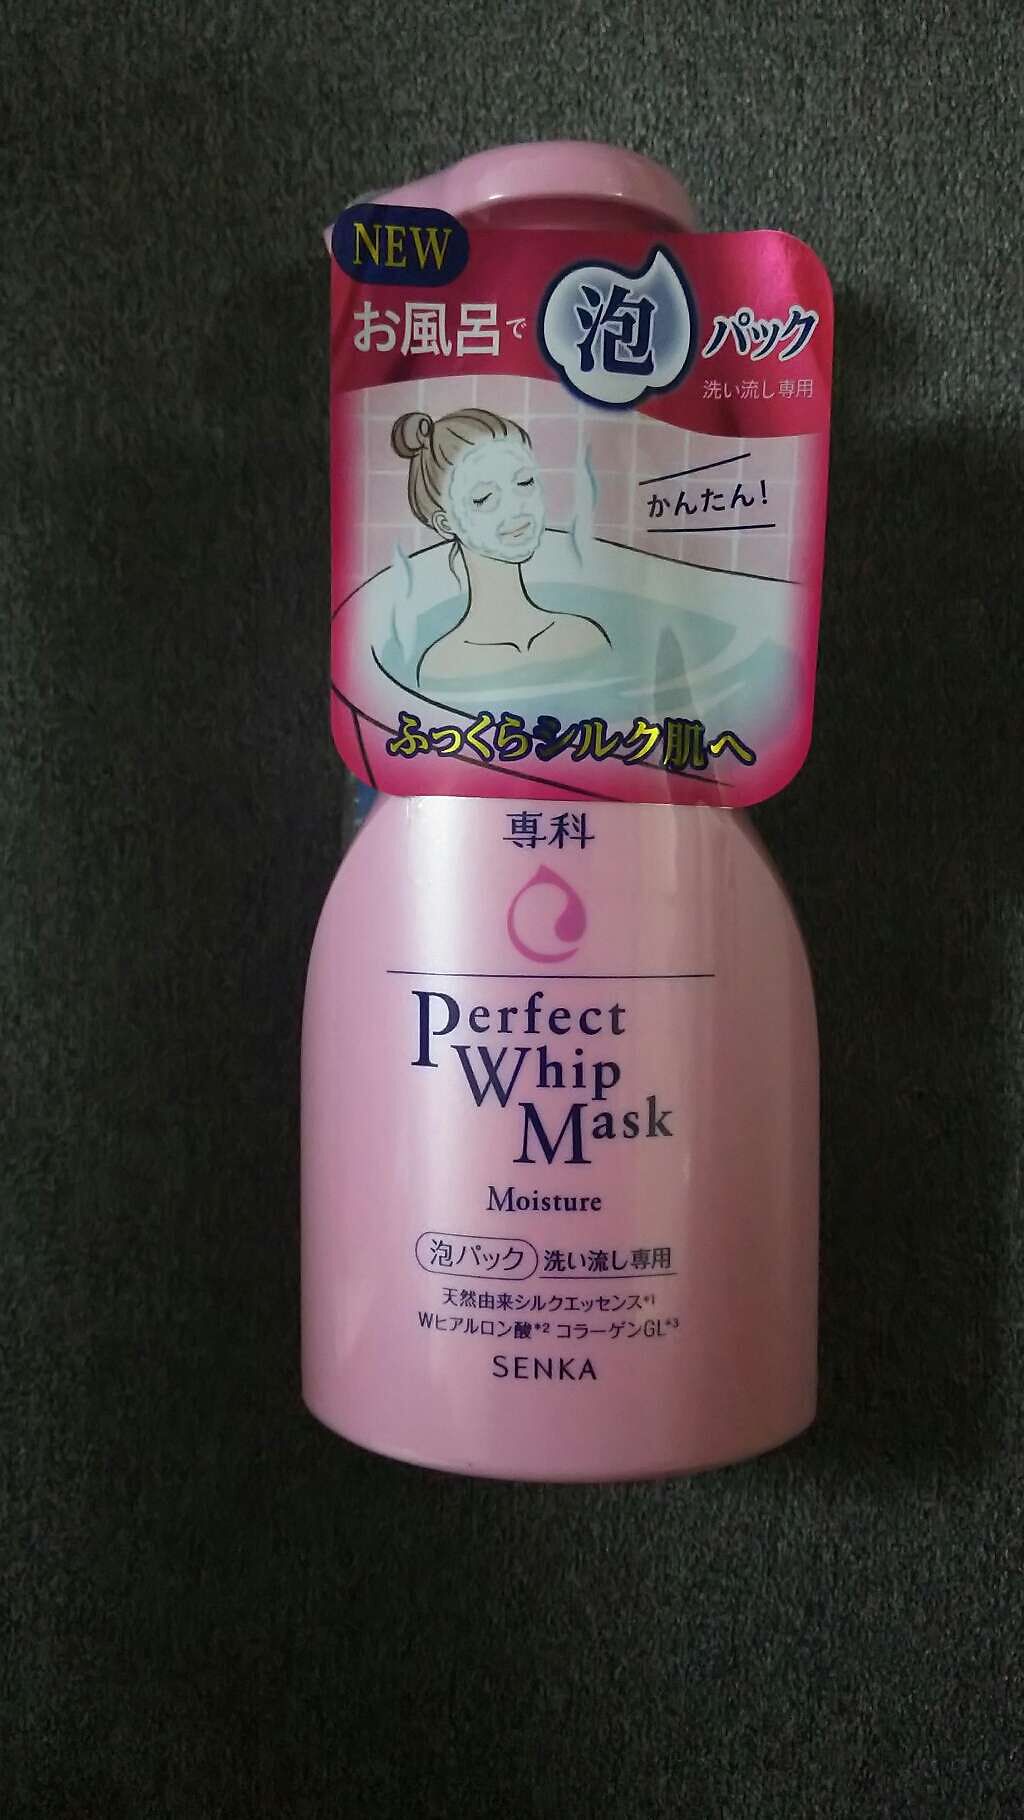 NEW
お風呂で泡パック
洗い流し専用
かんたん!
ふっくらシルク肌へ
専科
Perfect
Whip
Mask
Moisture
泡パック 洗い流し専用
天然由来シルクエッセンス*1
Wヒアルロン酸*2 コラーゲンGL*3
SENKA